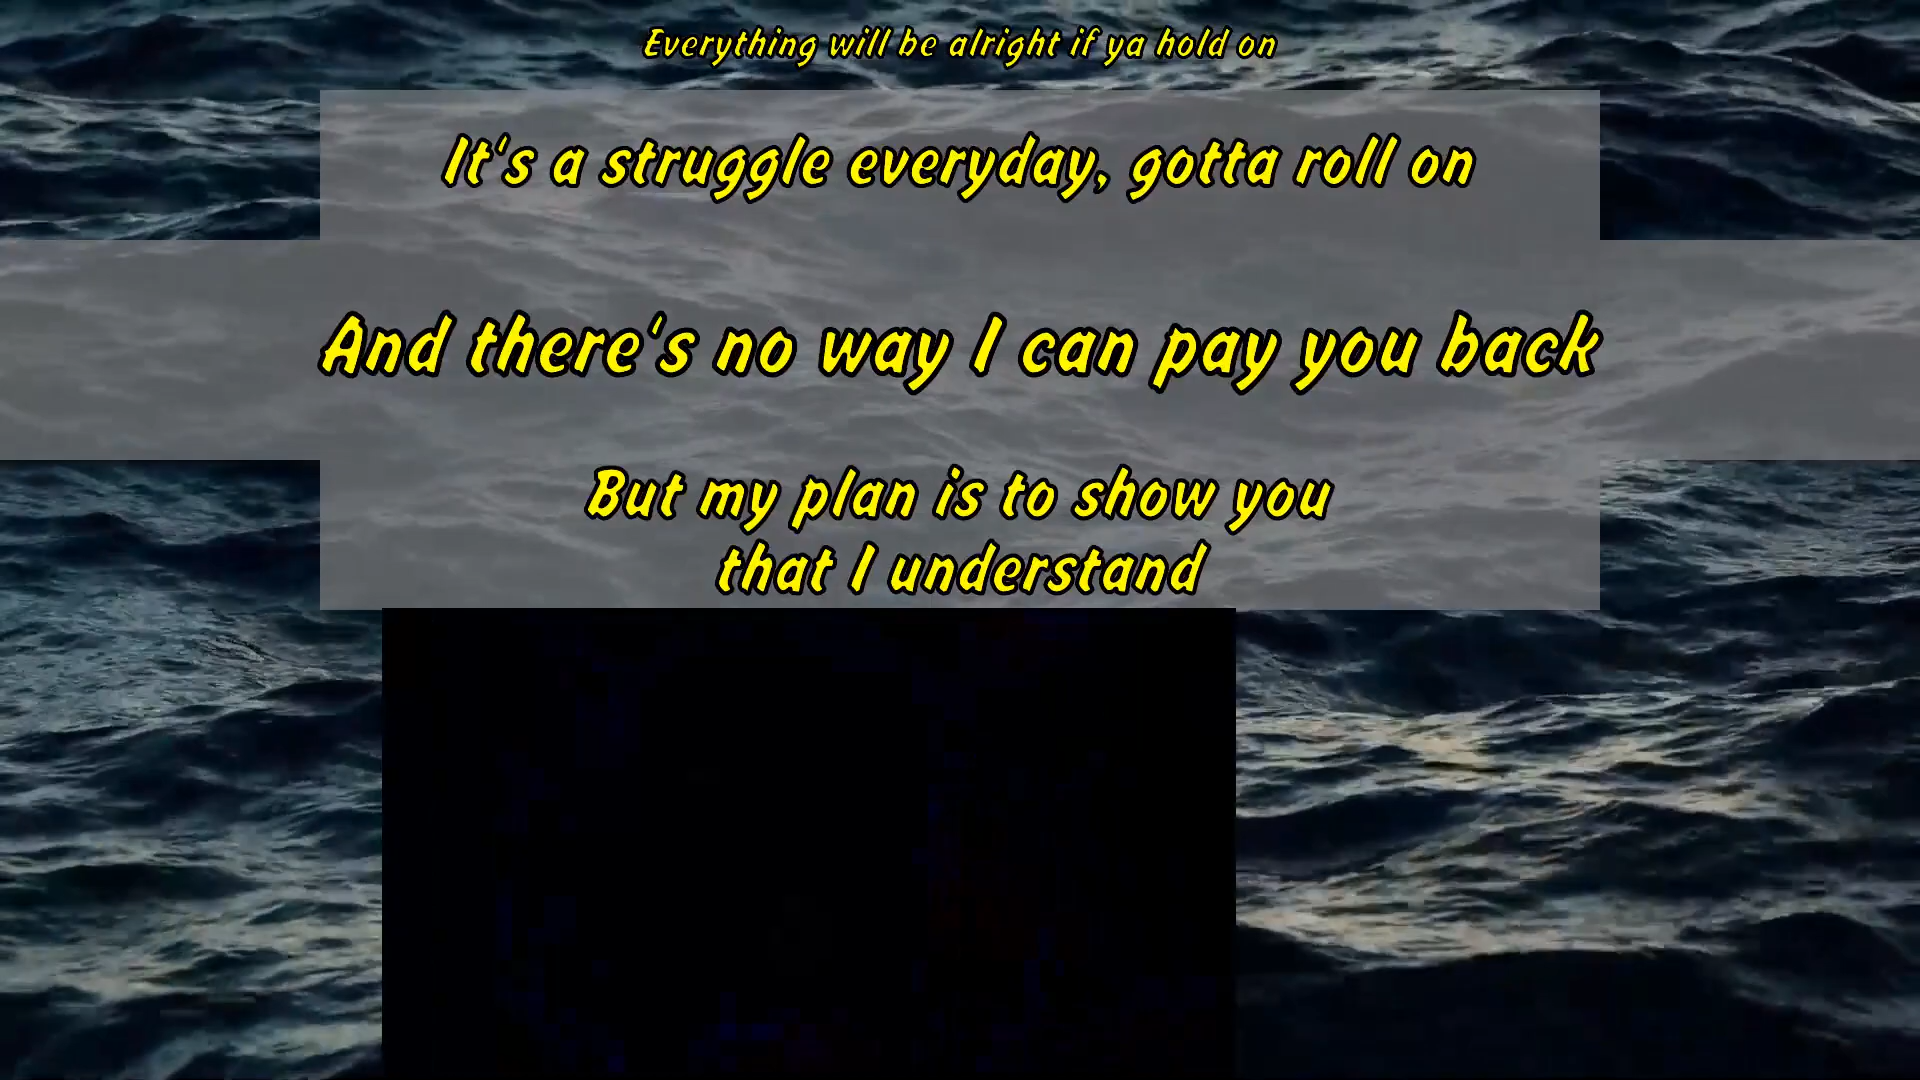 Everything will be alright if ya hold on
It's a struggle everyday, gotta roll on
And there's no way I can pay you back
But my plan is to show you
that I understand